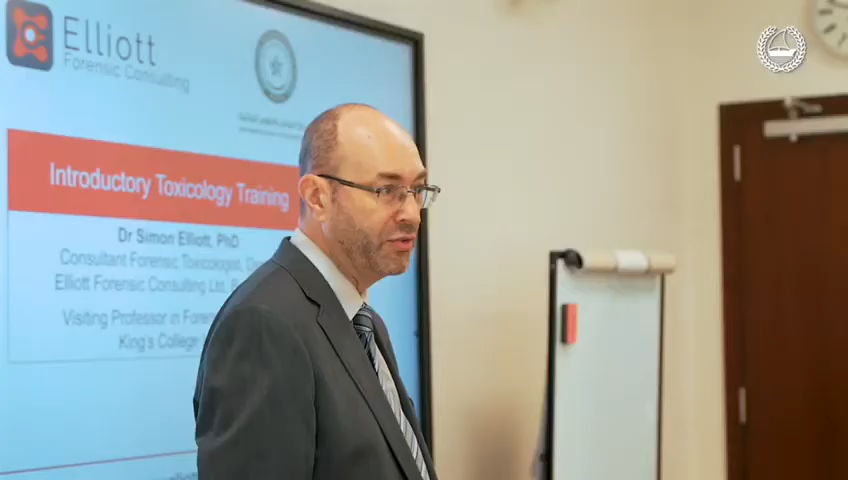 Elliott
Forensic Consulting
Introductory Toxicology Training
Dr Simon Elliott, PhD
Consultant Forensic Toxicologist,
Elliott Forensic Consulting Ltd,
Visiting Professor in
King's College